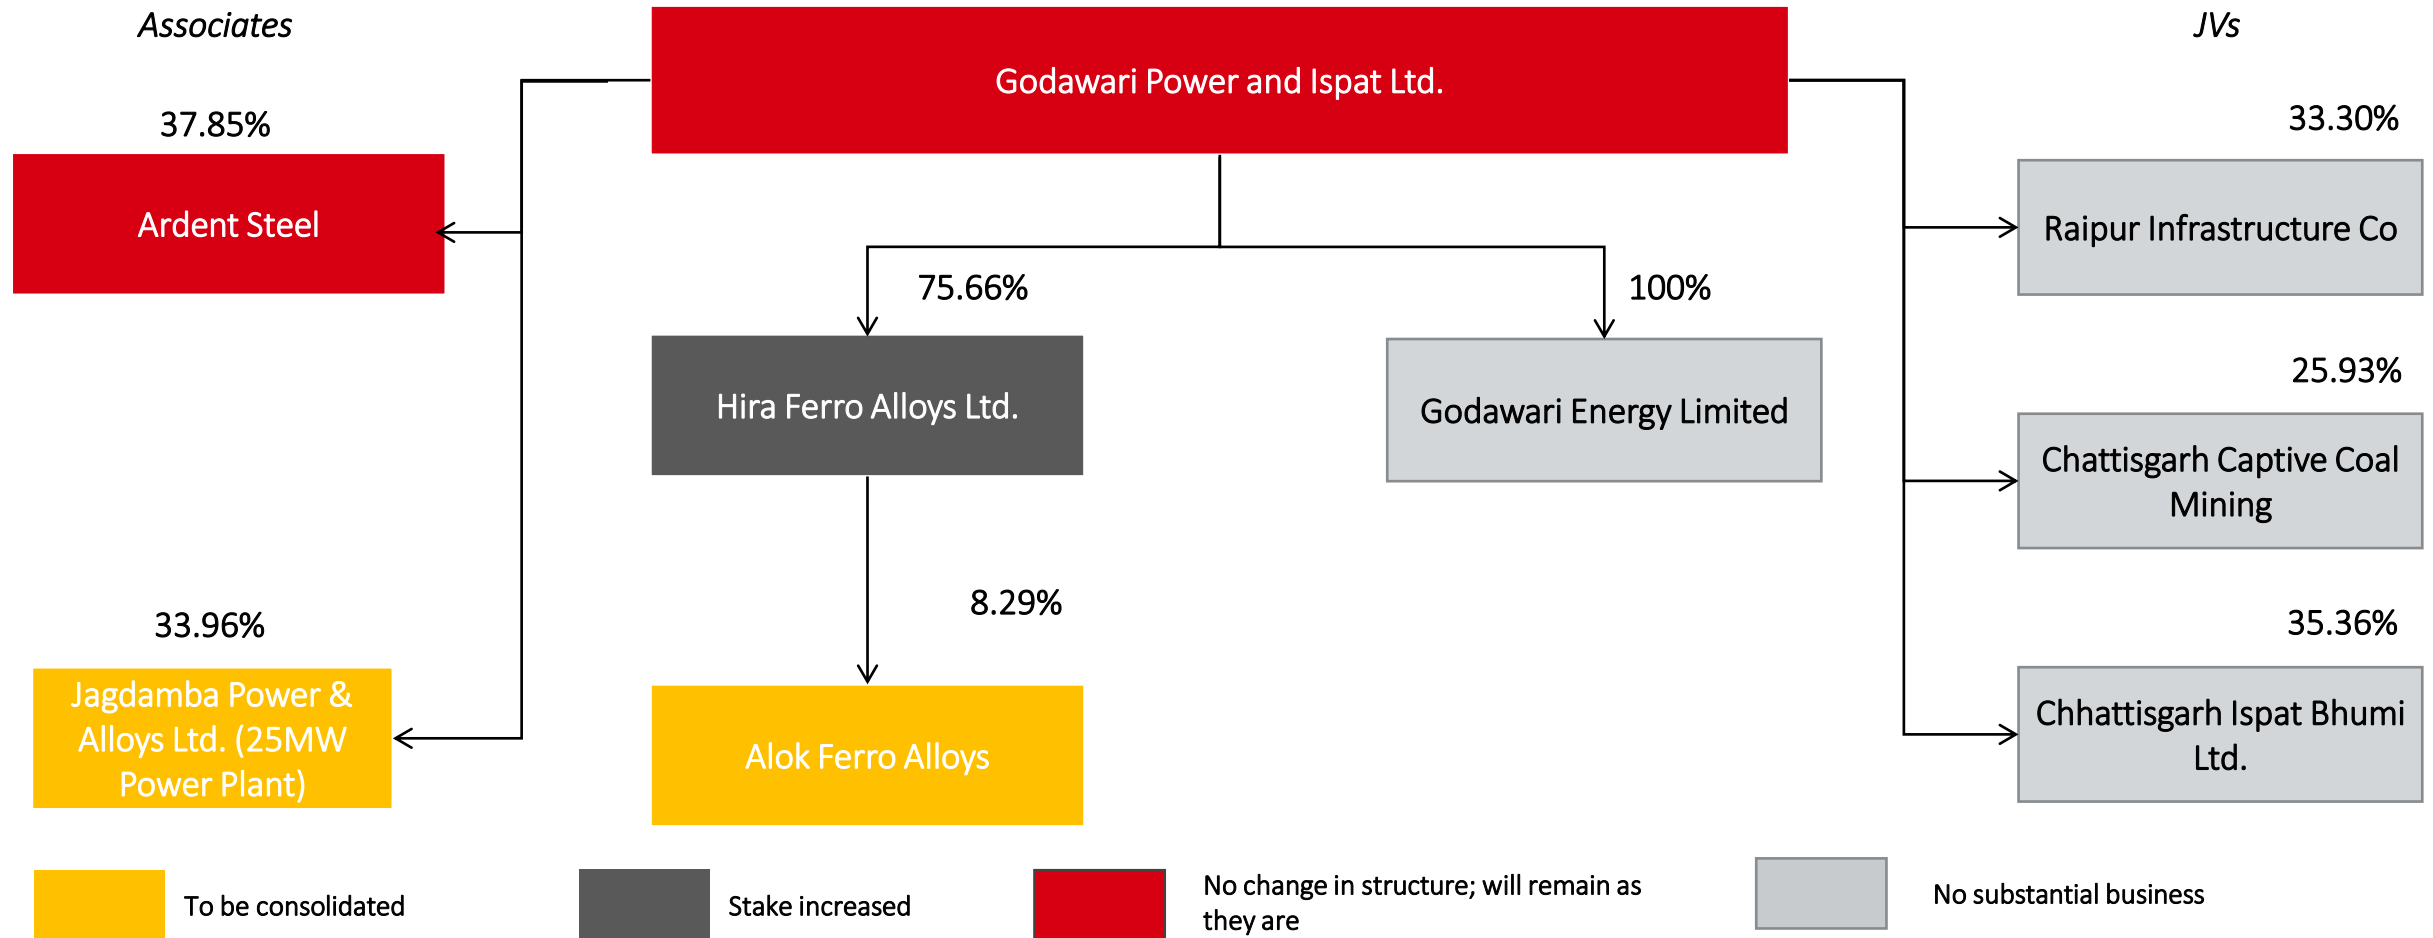 Associates
Godawari Power and Ispat Ltd.
JVs
37.85%
Ardent Steel
33.30%
Raipur Infrastructure Co
75.66%
100%
Hira Ferro Alloys Ltd.
Godawari Energy Limited
25.93%
Chattisgarh Captive Coal
Mining
8.29%
33.96%
35.36%
Jagdamba Power &
Alloys Ltd. (25MW
Power Plant)
Alok Ferro Alloys
Chhattisgarh Ispat Bhumi
Ltd.
To be consolidated
Stake increased
No change in structure; will remain as
they are
No substantial business